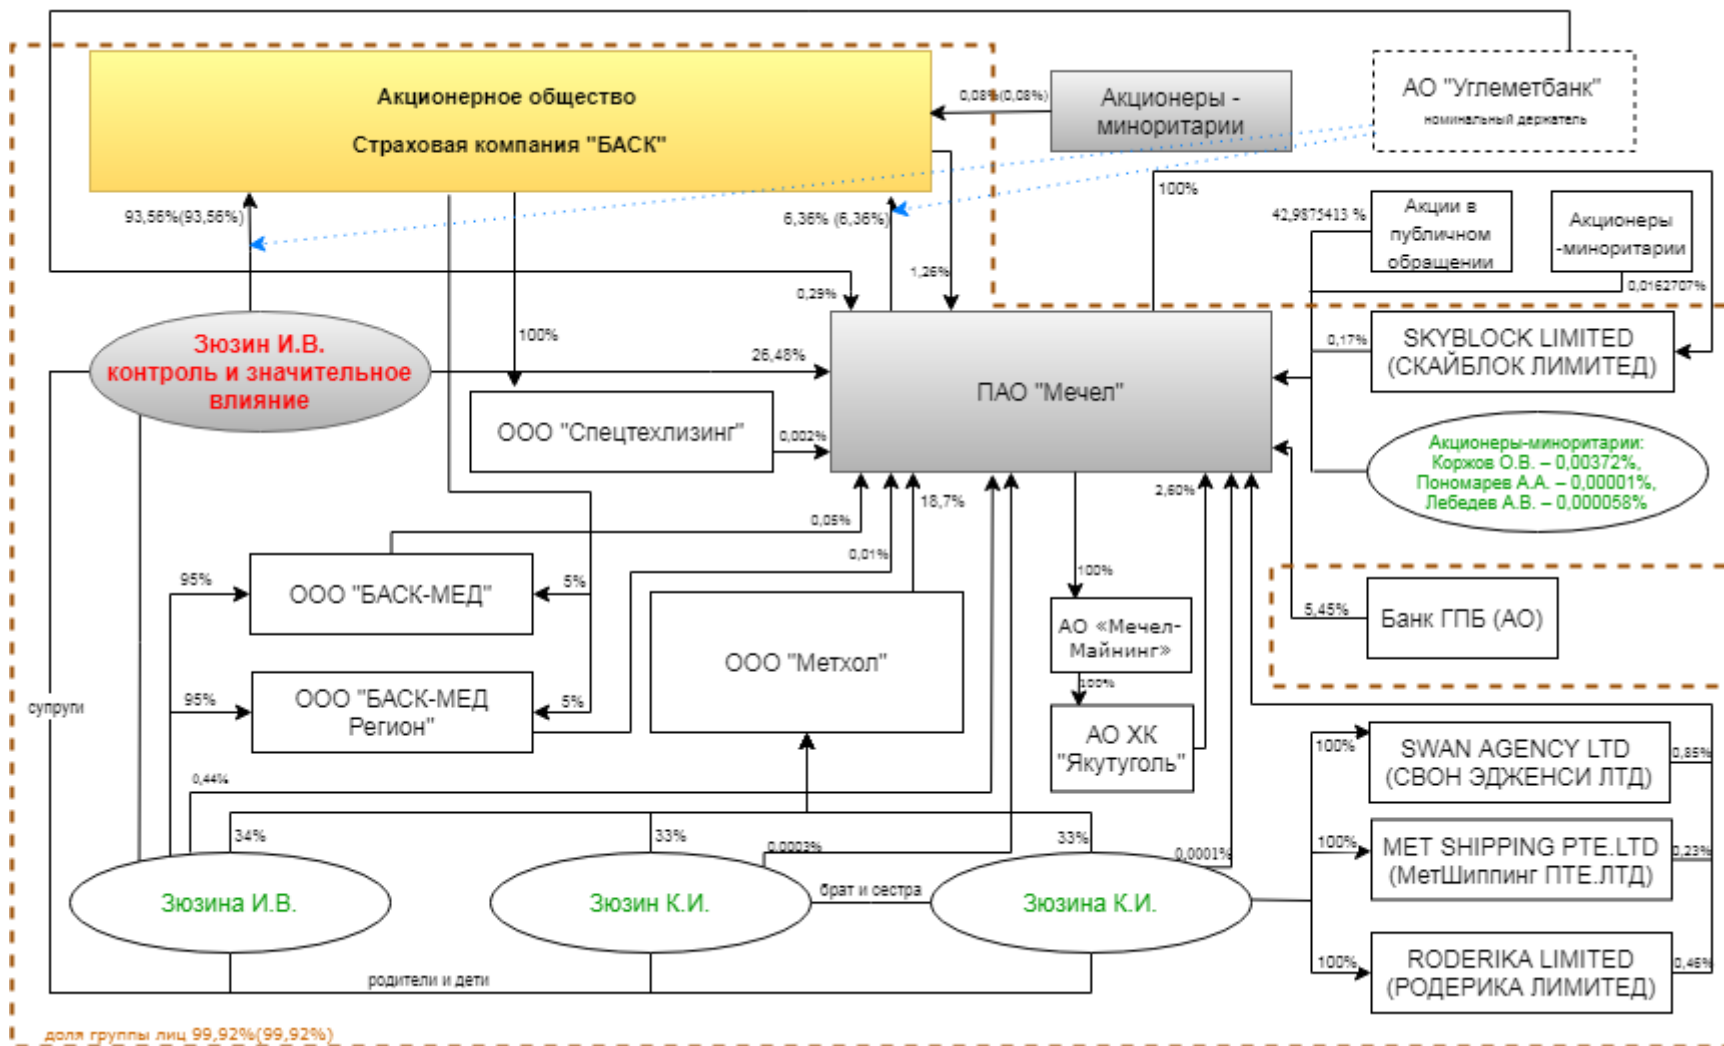 Акционерное общество
Страховая компания "БАСК"
0,08%(0,08%)
Акционеры -
миноритарии
АО "Углеметбанк"
номинальный держатель
93,56%(93,56%)
6,36% (6,36%)
1,26%
0,29%
100%
42,9875413 %
Акции в
публичном
обращении
Акционеры
-миноритарии
0,0162707%
Зюзин И.В.
контроль и значительное
влияние
100%
26,48%
ПАО "Мечел"
0,17%
SKYBLOCK LIMITED
(СКАЙБЛОК ЛИМИТЕД)
ООО "Спецтехлизинг"
0,002%
Акционеры-миноритарии:
Коржов О.В. – 0,00372%,
Пономарев А.А. – 0,00001%,
Лебедев А.В. – 0,000058%
0,05%
18,7%
2,60%
0,01%
95%
ООО "БАСК-МЕД"
5%
100%
АО «Мечел-
Майнинг»
5,45%
Банк ГПБ (АО)
ООО "Метхол"
95%
ООО "БАСК-МЕД
Регион"
5%
100%
АО ХК
"Якутуголь"
супруги
0,44%
100%
SWAN AGENCY LTD
(СВОН ЭДЖЕНСИ ЛТД)
0,85%
34%
33%
0,0003%
33%
0,0001%
100%
MET SHIPPING PTE.LTD
(МетШиппинг ПТЕ.ЛТД)
0,23%
Зюзина И.В.
Зюзин К.И.
брат и сестра
Зюзина К.И.
100%
RODERIKA LIMITED
(РОДЕРИКА ЛИМИТЕД)
0,46%
родители и дети
доля группы лиц 99,92%(99,92%)